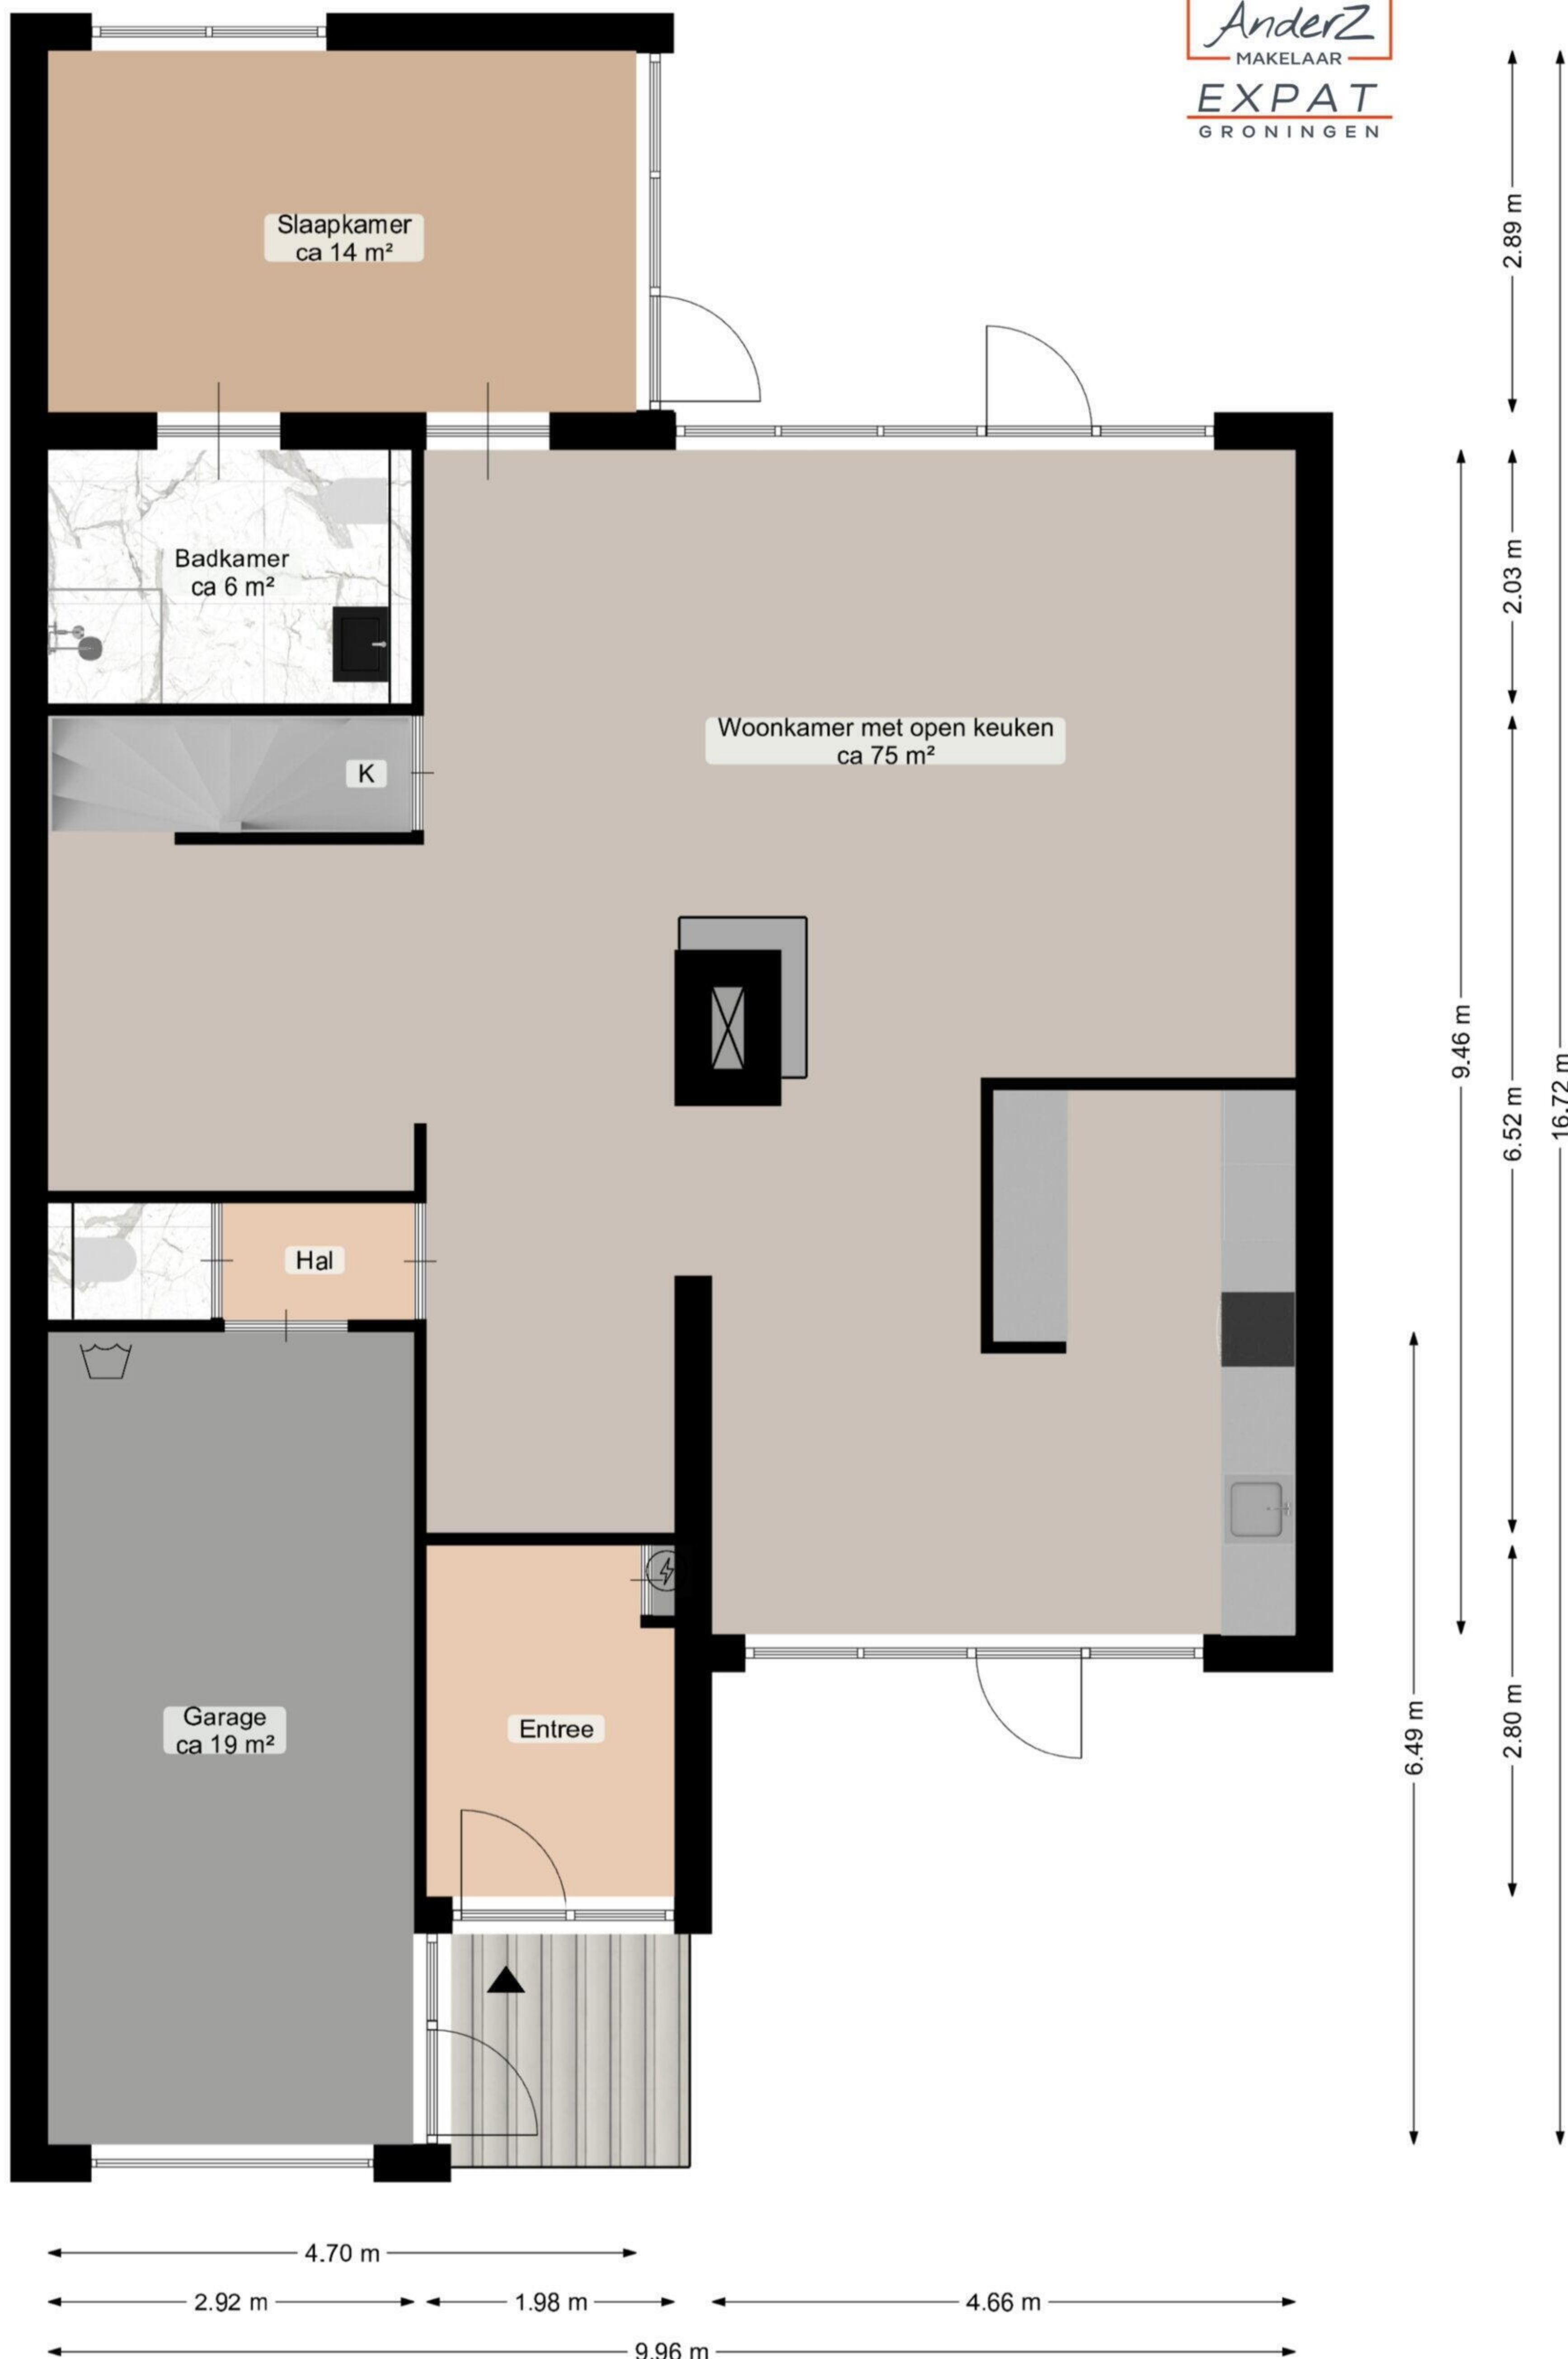 AnderZ
MAKELAAR
EXPAT
GRONINGEN
Slaapkamer
ca 14 m²
2.89 m
Badkamer
ca 6 m²
2.03 m
Woonkamer met open keuken
ca 75 m²
K
9.46 m
6.52 m
16.72 m
Hal
Garage
ca 19 m²
Entree
6.49 m
2.80 m
4.70 m
2.92 m
1.98 m
4.66 m
9.96 m